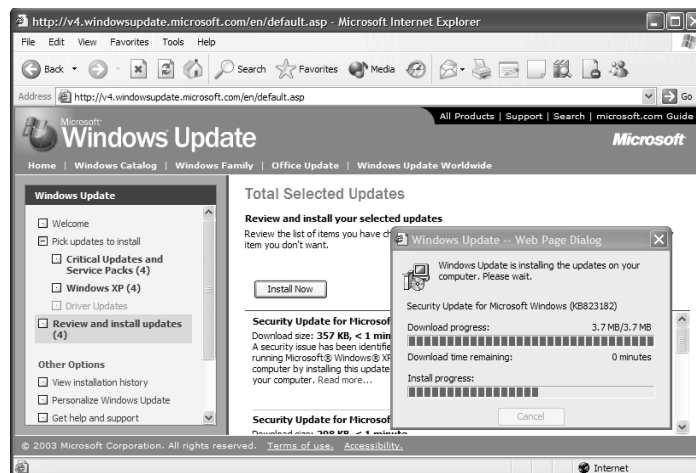 http://v4.windowsupdate.microsoft.com/en/default.asp - Microsoft Internet Explorer
File Edit View Favorites Tools Help
Back Search Favorites Media
Address http://v4.windowsupdate.microsoft.com/en/default.asp Go
All Products | Support | Search | microsoft.com Guide
Microsoft
Windows Update
Microsoft
Home | Windows Catalog | Windows Family | Office Update | Windows Update Worldwide
Windows Update
Welcome
Pick updates to install
Critical Updates and
Service Packs (4)
Windows XP (4)
Driver Updates
Review and install updates
(4)
Other Options
View installation history
Personalize Windows Update
Get help and support
Total Selected Updates
Review and install your selected updates
Review the list of items you have
item you don't want.
Install Now
Security Update for
Download size: 357 KB, < 1
A security issue has been
running Microsoft® Windows®
computer by installing this update
your computer. Read more...
Security Update for
Download size: 298 KB, < 1 minute
Windows Update -- Web Page Dialog
Windows Update is installing the updates on your
computer. Please wait.
Security Update for Microsoft Windows (KB823182)
Download progress: 3.7 MB/3.7 MB
Download time remaining: 0 minutes
Install progress:
Cancel
© 2003 Microsoft Corporation. All rights reserved. Terms of use. Accessibility.
Internet